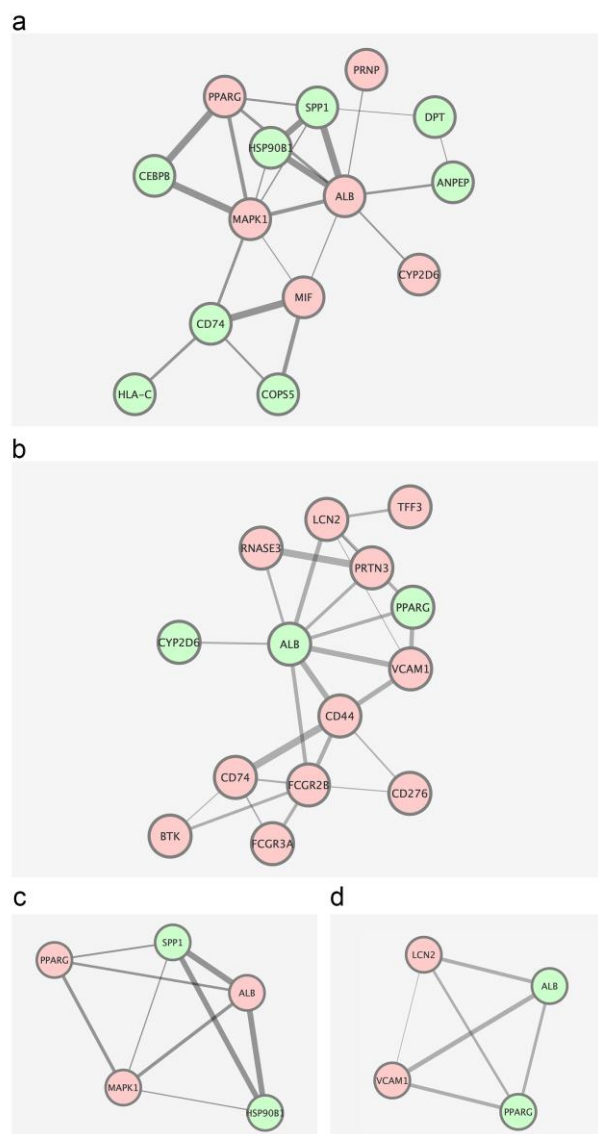 a
PRNP
PPARG
SPP1
DPT
HSP90B1
CEBPB
ANPEP
ALB
MAPK1
CYP2D6
MIF
CD74
HLA-C
COPS5
b
TFF3
LCN2
RNASE3
PRTN3
PPARG
CYP2D6
ALB
VCAM1
CD44
CD74
FCGR2B
CD276
BTK
FCGR3A
c
d
SPP1
PPARG
ALB
MAPK1
HSP90B1
LCN2
ALB
VCAM1
PPARG